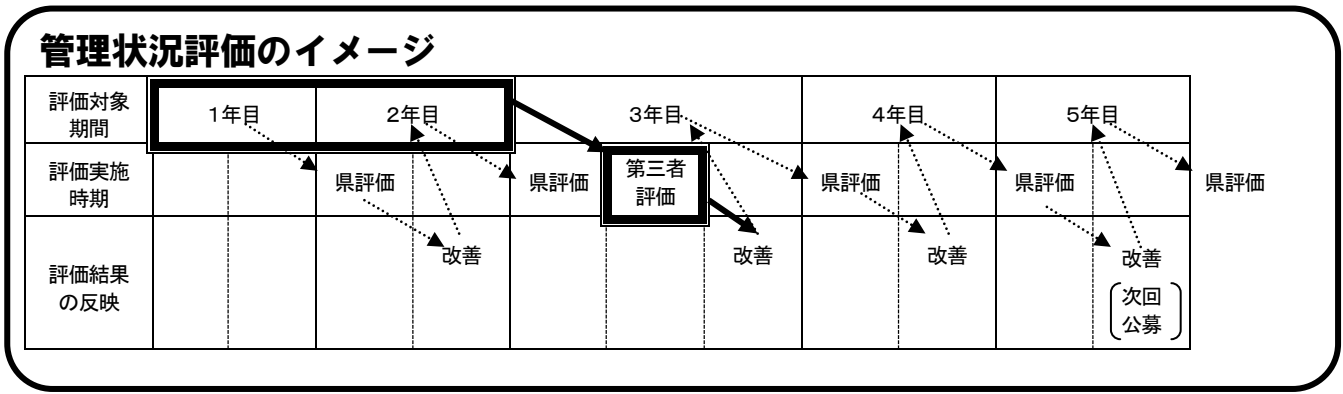 管理状況評価のイメージ
評価対象
期間
1年目
2年目
3年目
4年目
5年目
評価実施
時期
県評価
県評価
第三者
評価
県評価
県評価
県評価
評価結果
の反映
改善
改善
改善
改善
次回
公募